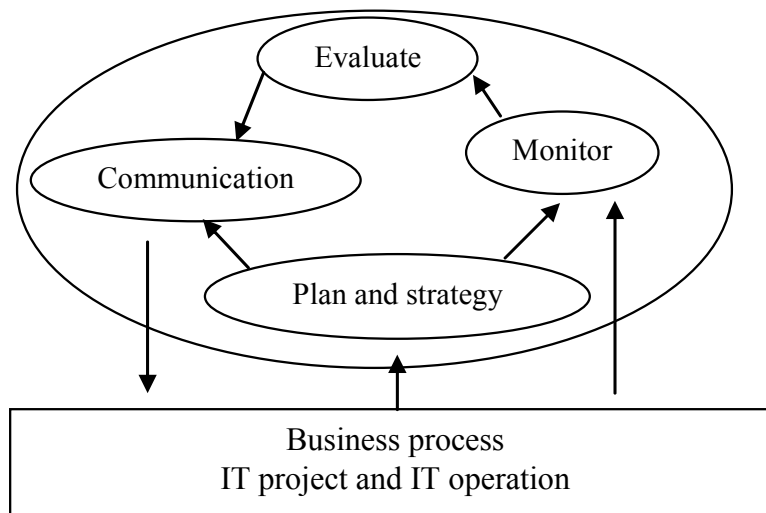 Evaluate
Monitor
Communication
Plan and strategy
Business process
IT project and IT operation